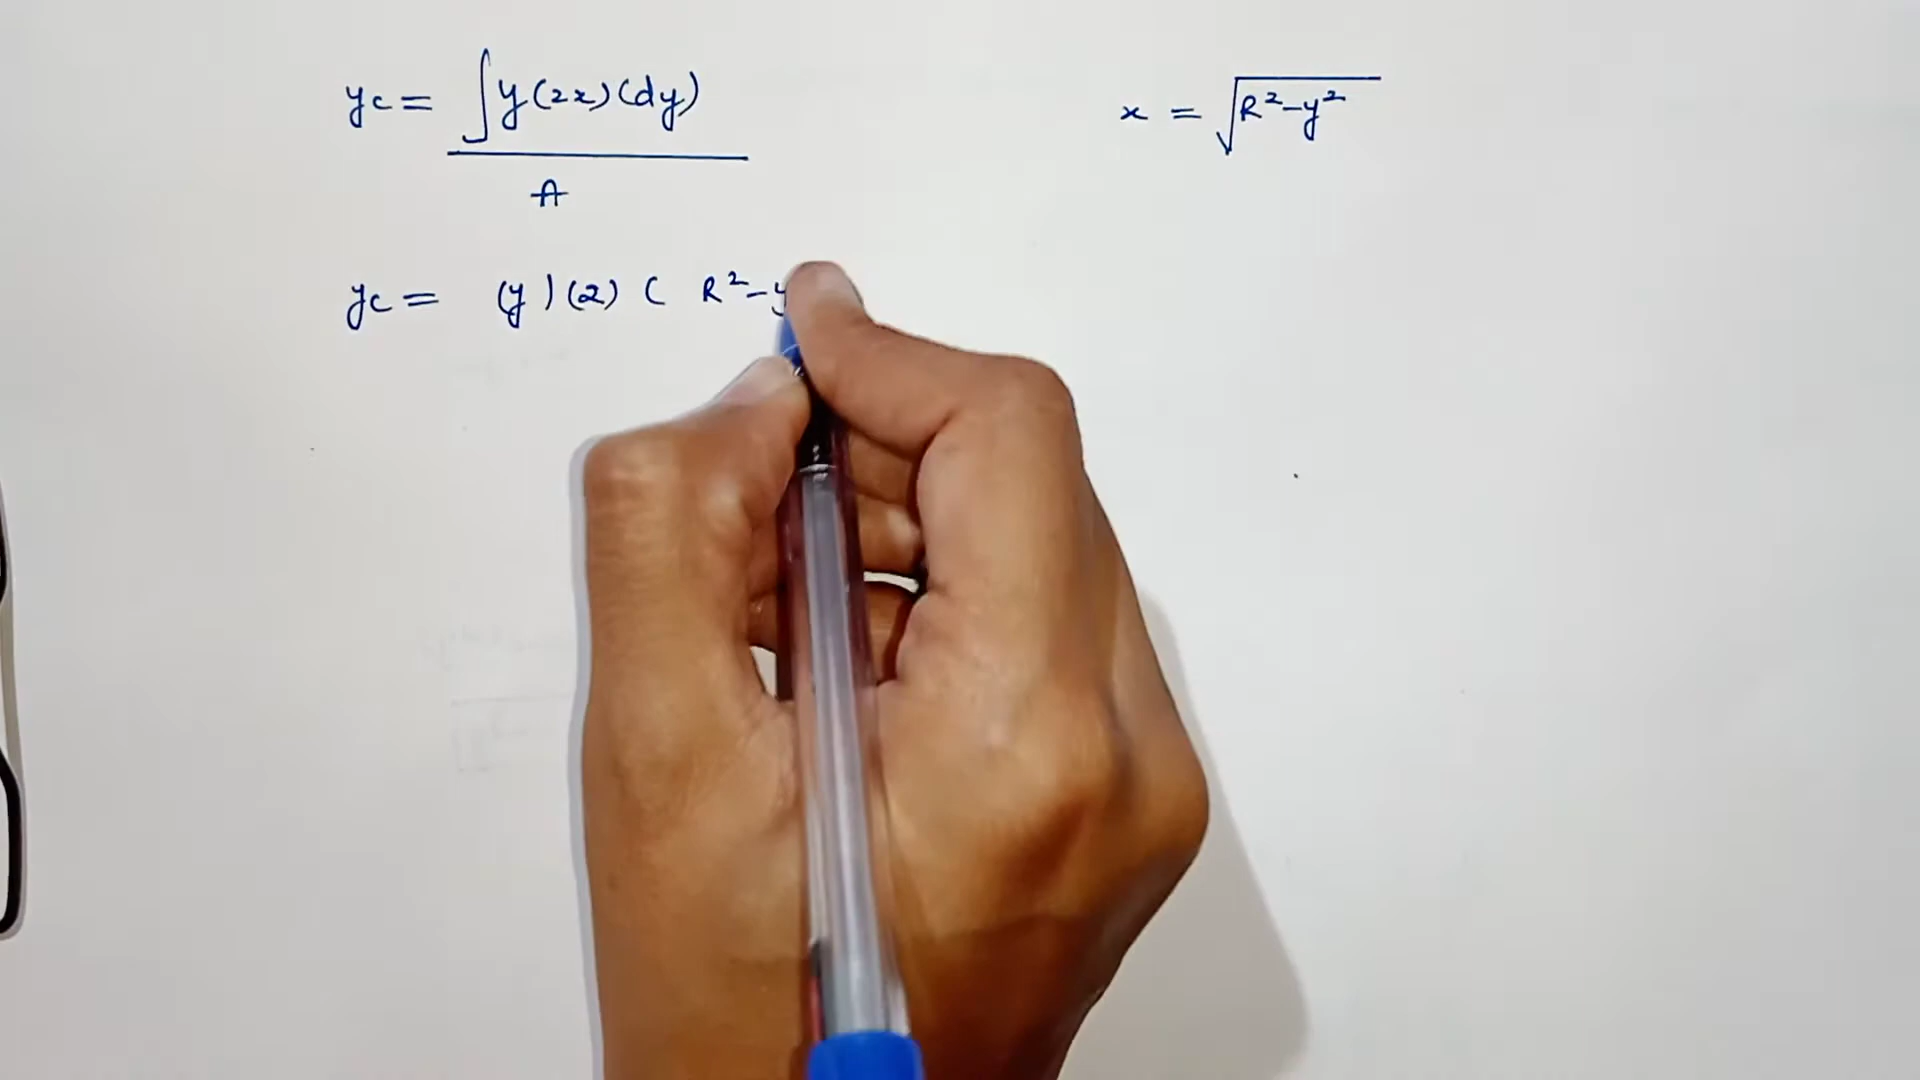 yc = ∫y(2x)(dy)
A
x = √R²-y²
yc = (y)(2)( R²-y